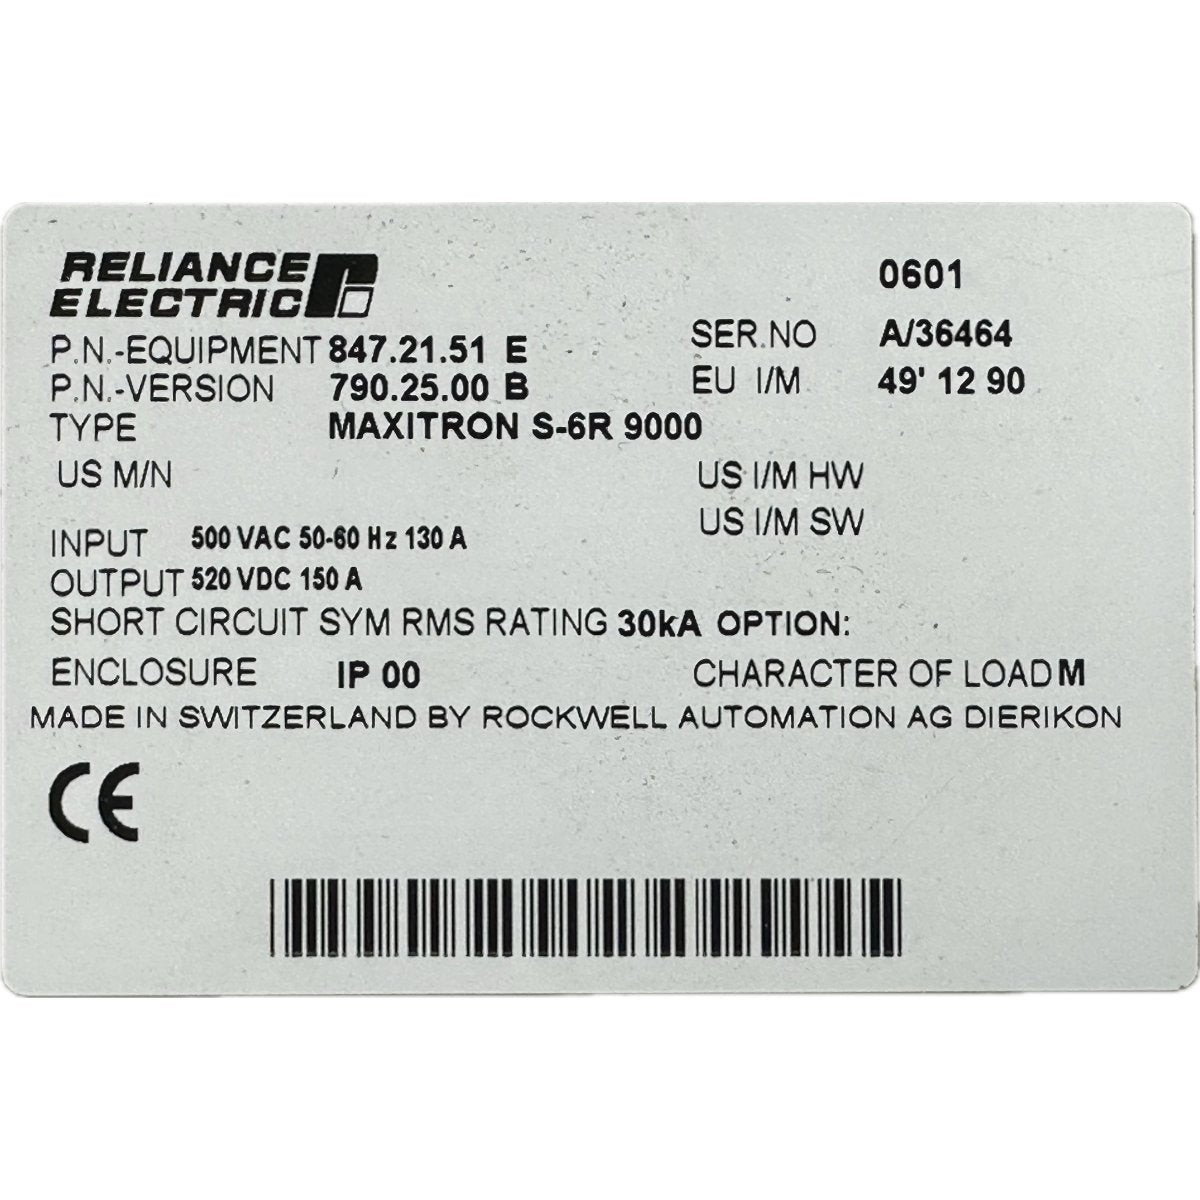 RELIANCE
ELECTRIC
0601
P.N.-EQUIPMENT 847.21.51 E
SER.NO A/36464
P.N.-VERSION 790.25.00 B
EU I/M 49' 12 90
TYPE MAXITRON S-6R 9000
US M/N
US I/M HW
US I/M SW
INPUT 500 VAC 50-60 Hz 130 A
OUTPUT 520 VDC 150 A
SHORT CIRCUIT SYM RMS RATING 30kA OPTION:
ENCLOSURE IP 00
CHARACTER OF LOAD M
MADE IN SWITZERLAND BY ROCKWELL AUTOMATION AG DIERIKON
CE